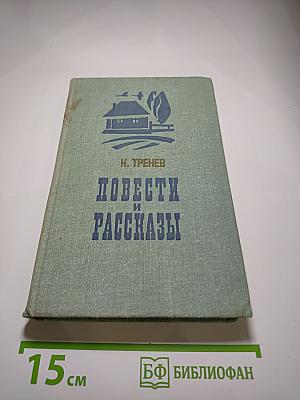 К. ТРЕНЕВ
ПОВЕСТИ
И
РАССКАЗЫ
15 см
БФ БИБЛИОФАН